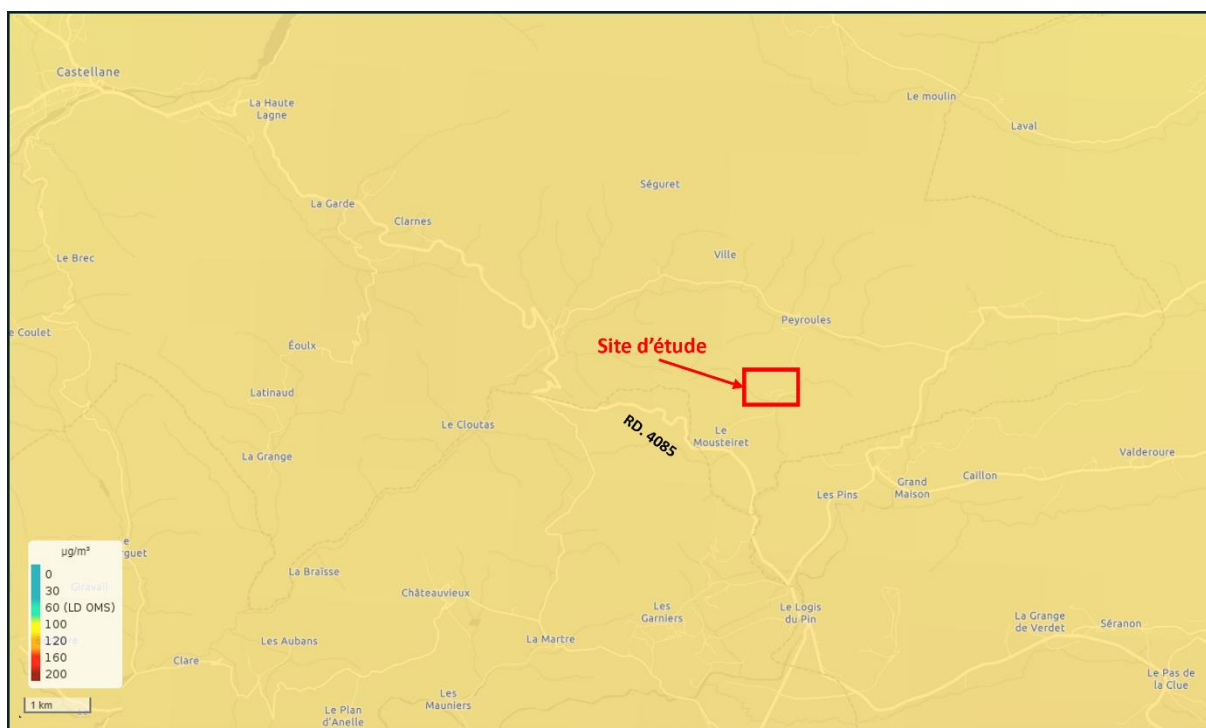 Castellane
La Haute
Lagne
Le moulin
Laval
Séguret
La Garde
Clarnes
Le Brec
Ville
e Coulet
Peyroules
Éoulx
Site d'étude
Latinaud
Le Cloutas
RD. 4085
Le
Mousteiret
La Grange
Valderoure
Caillon
Grand
Maison
Les Pins
µg/m³
0
30
60 (LD OMS)
100
120
160
200
1 km
e
rguet
Giravail
La Braïsse
Châteauvieux
Les
Garniers
Le Logis
du Pin
La Grange
de Verdet
Séranon
Les Aubans
La Martre
Clare
Le Pas de
la Clue
Les
Mauniers
Le Plan
d'Anelle